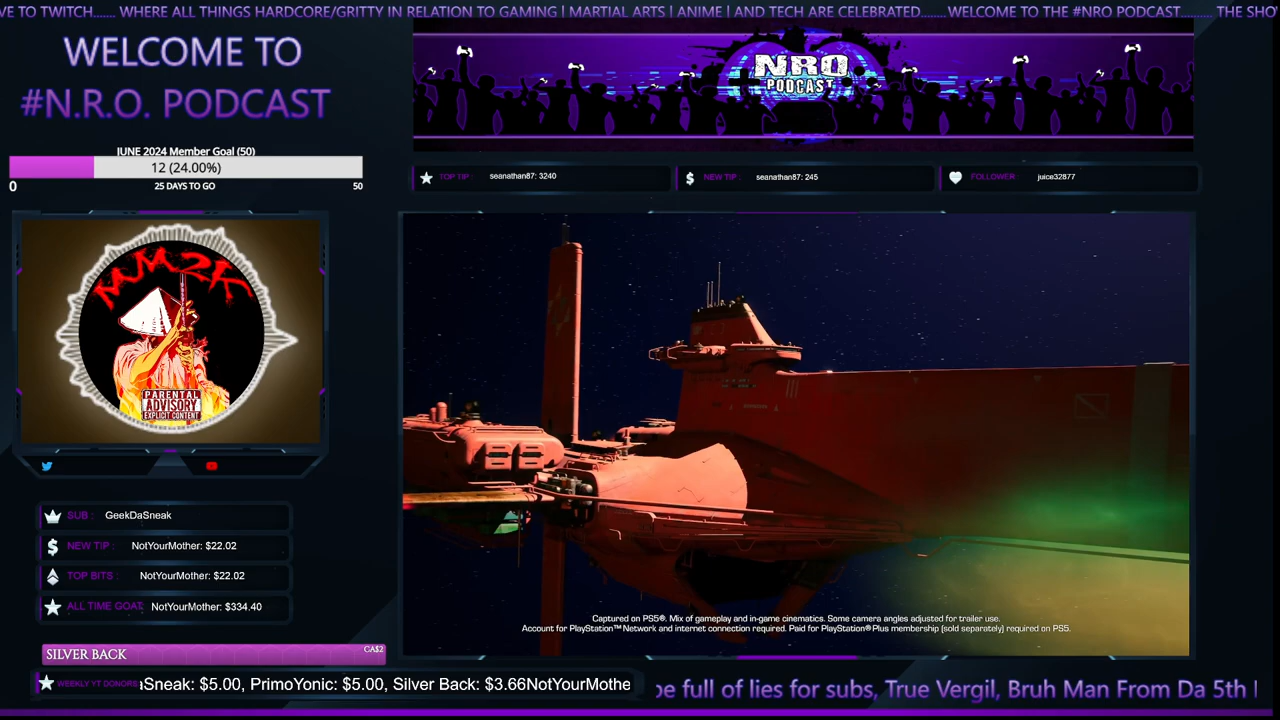 VE TO TWITCH....... WHERE ALL THINGS HARDCORE/GRITTY IN RELATION TO GAMING | MARTIAL ARTS | ANIME | AND TECH ARE CELEBRATED....... WELCOME TO THE #NRO PODCAST......... THE SHO
WELCOME TO
#N.R.O. PODCAST
NRO
PODCAST
JUNE 2024 Member Goal (50)
12 (24.00%)
0 25 DAYS TO GO 50
TOP TIP : seanathan87: 3240
NEW TIP : seanathan87: 245
FOLLOWER : juice32877
MM2K
PARENTAL
ADVISORY
EXPLICIT CONTENT
SUB : GeekDaSneak
NEW TIP : NotYourMother: $22.02
TOP BITS : NotYourMother: $22.02
ALL TIME GOAT: NotYourMother: $334.40
Captured on PS5®. Mix of gameplay and in-game cinematics. Some camera angles adjusted for trailer use.
Account for PlayStation™Network and internet connection required. Paid for PlayStation®Plus membership (sold separately) required on PS5.
SILVER BACK CA$2
WEEKLY YT DONORS: aSneak: $5.00, PrimoYonic: $5.00, Silver Back: $3.66NotYourMothe
pe full of lies for subs, True Vergil, Bruh Man From Da 5th